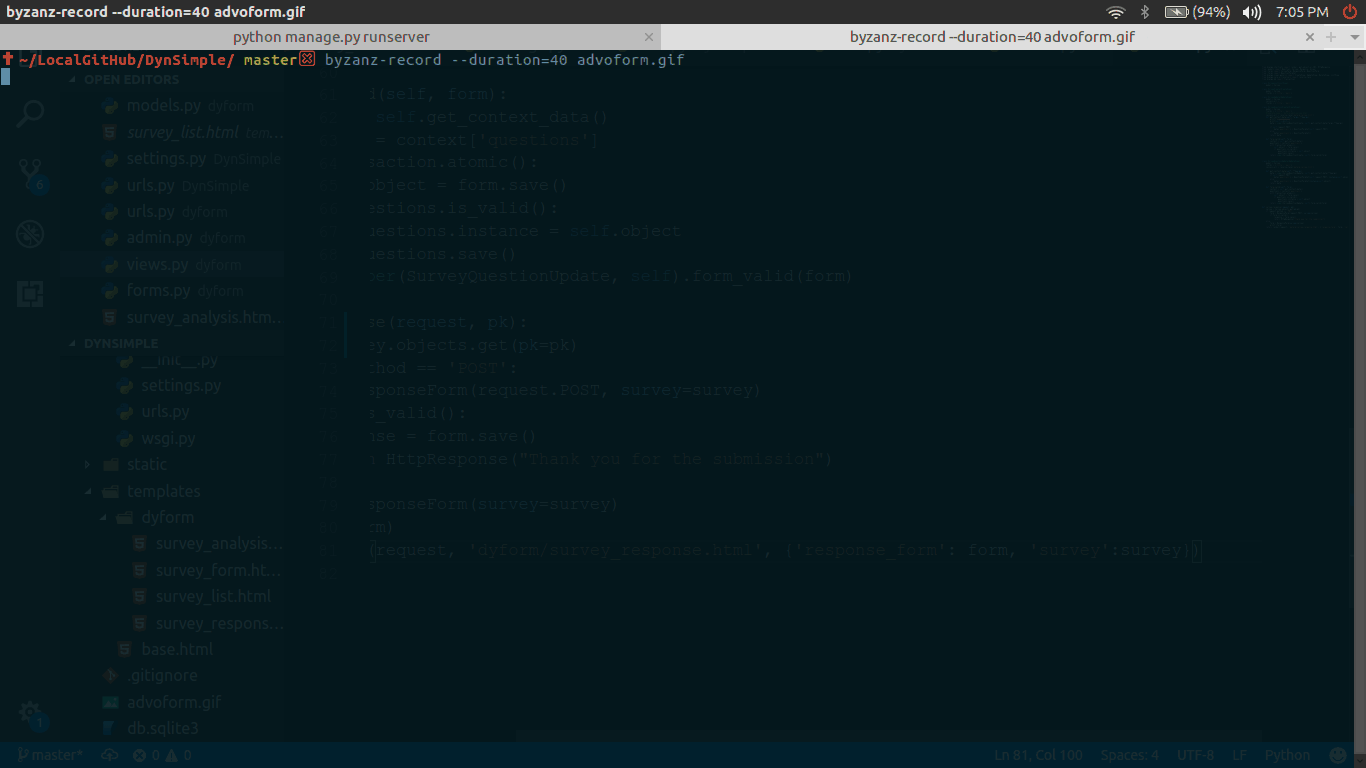 byzanz-record --duration=40 advoform.gif
(94%)
7:05 PM
python manage.py runserver
byzanz-record --duration=40 advoform.gif
~/LocalGitHub/DynSimple/ master byzanz-record --duration=40 advoform.gif
OPEN EDITORS
models.py dyform
survey_list.html tem...
settings.py DynSimple
urls.py DynSimple
urls.py dyform
admin.py dyform
views.py dyform
forms.py dyform
survey_analysis.htm...
DYNSIMPLE
__init__.py
settings.py
urls.py
wsgi.py
static
templates
dyform
survey_analysis...
survey_form.ht...
survey_list.html
survey_respons...
base.html
.gitignore
advoform.gif
db.sqlite3
6
1
d(self, form):
self.get_context_data()
= context['questions']
saction.atomic():
object = form.save()
estions.is_valid():
uestions.instance = self.object
uestions.save()
per(SurveyQuestionUpdate, self).form_valid(form)
se(request, pk):
ey.objects.get(pk=pk)
thod == 'POST':
sponseForm(request.POST, survey=survey)
s_valid():
nse = form.save()
n HttpResponse("Thank you for the submission")
sponseForm(survey=survey)
rm)
(request, 'dyform/survey_response.html', {'response_form': form, 'survey':survey})
master*
0
0
Ln 81, Col 100
Spaces: 4
UTF-8
LF
Python